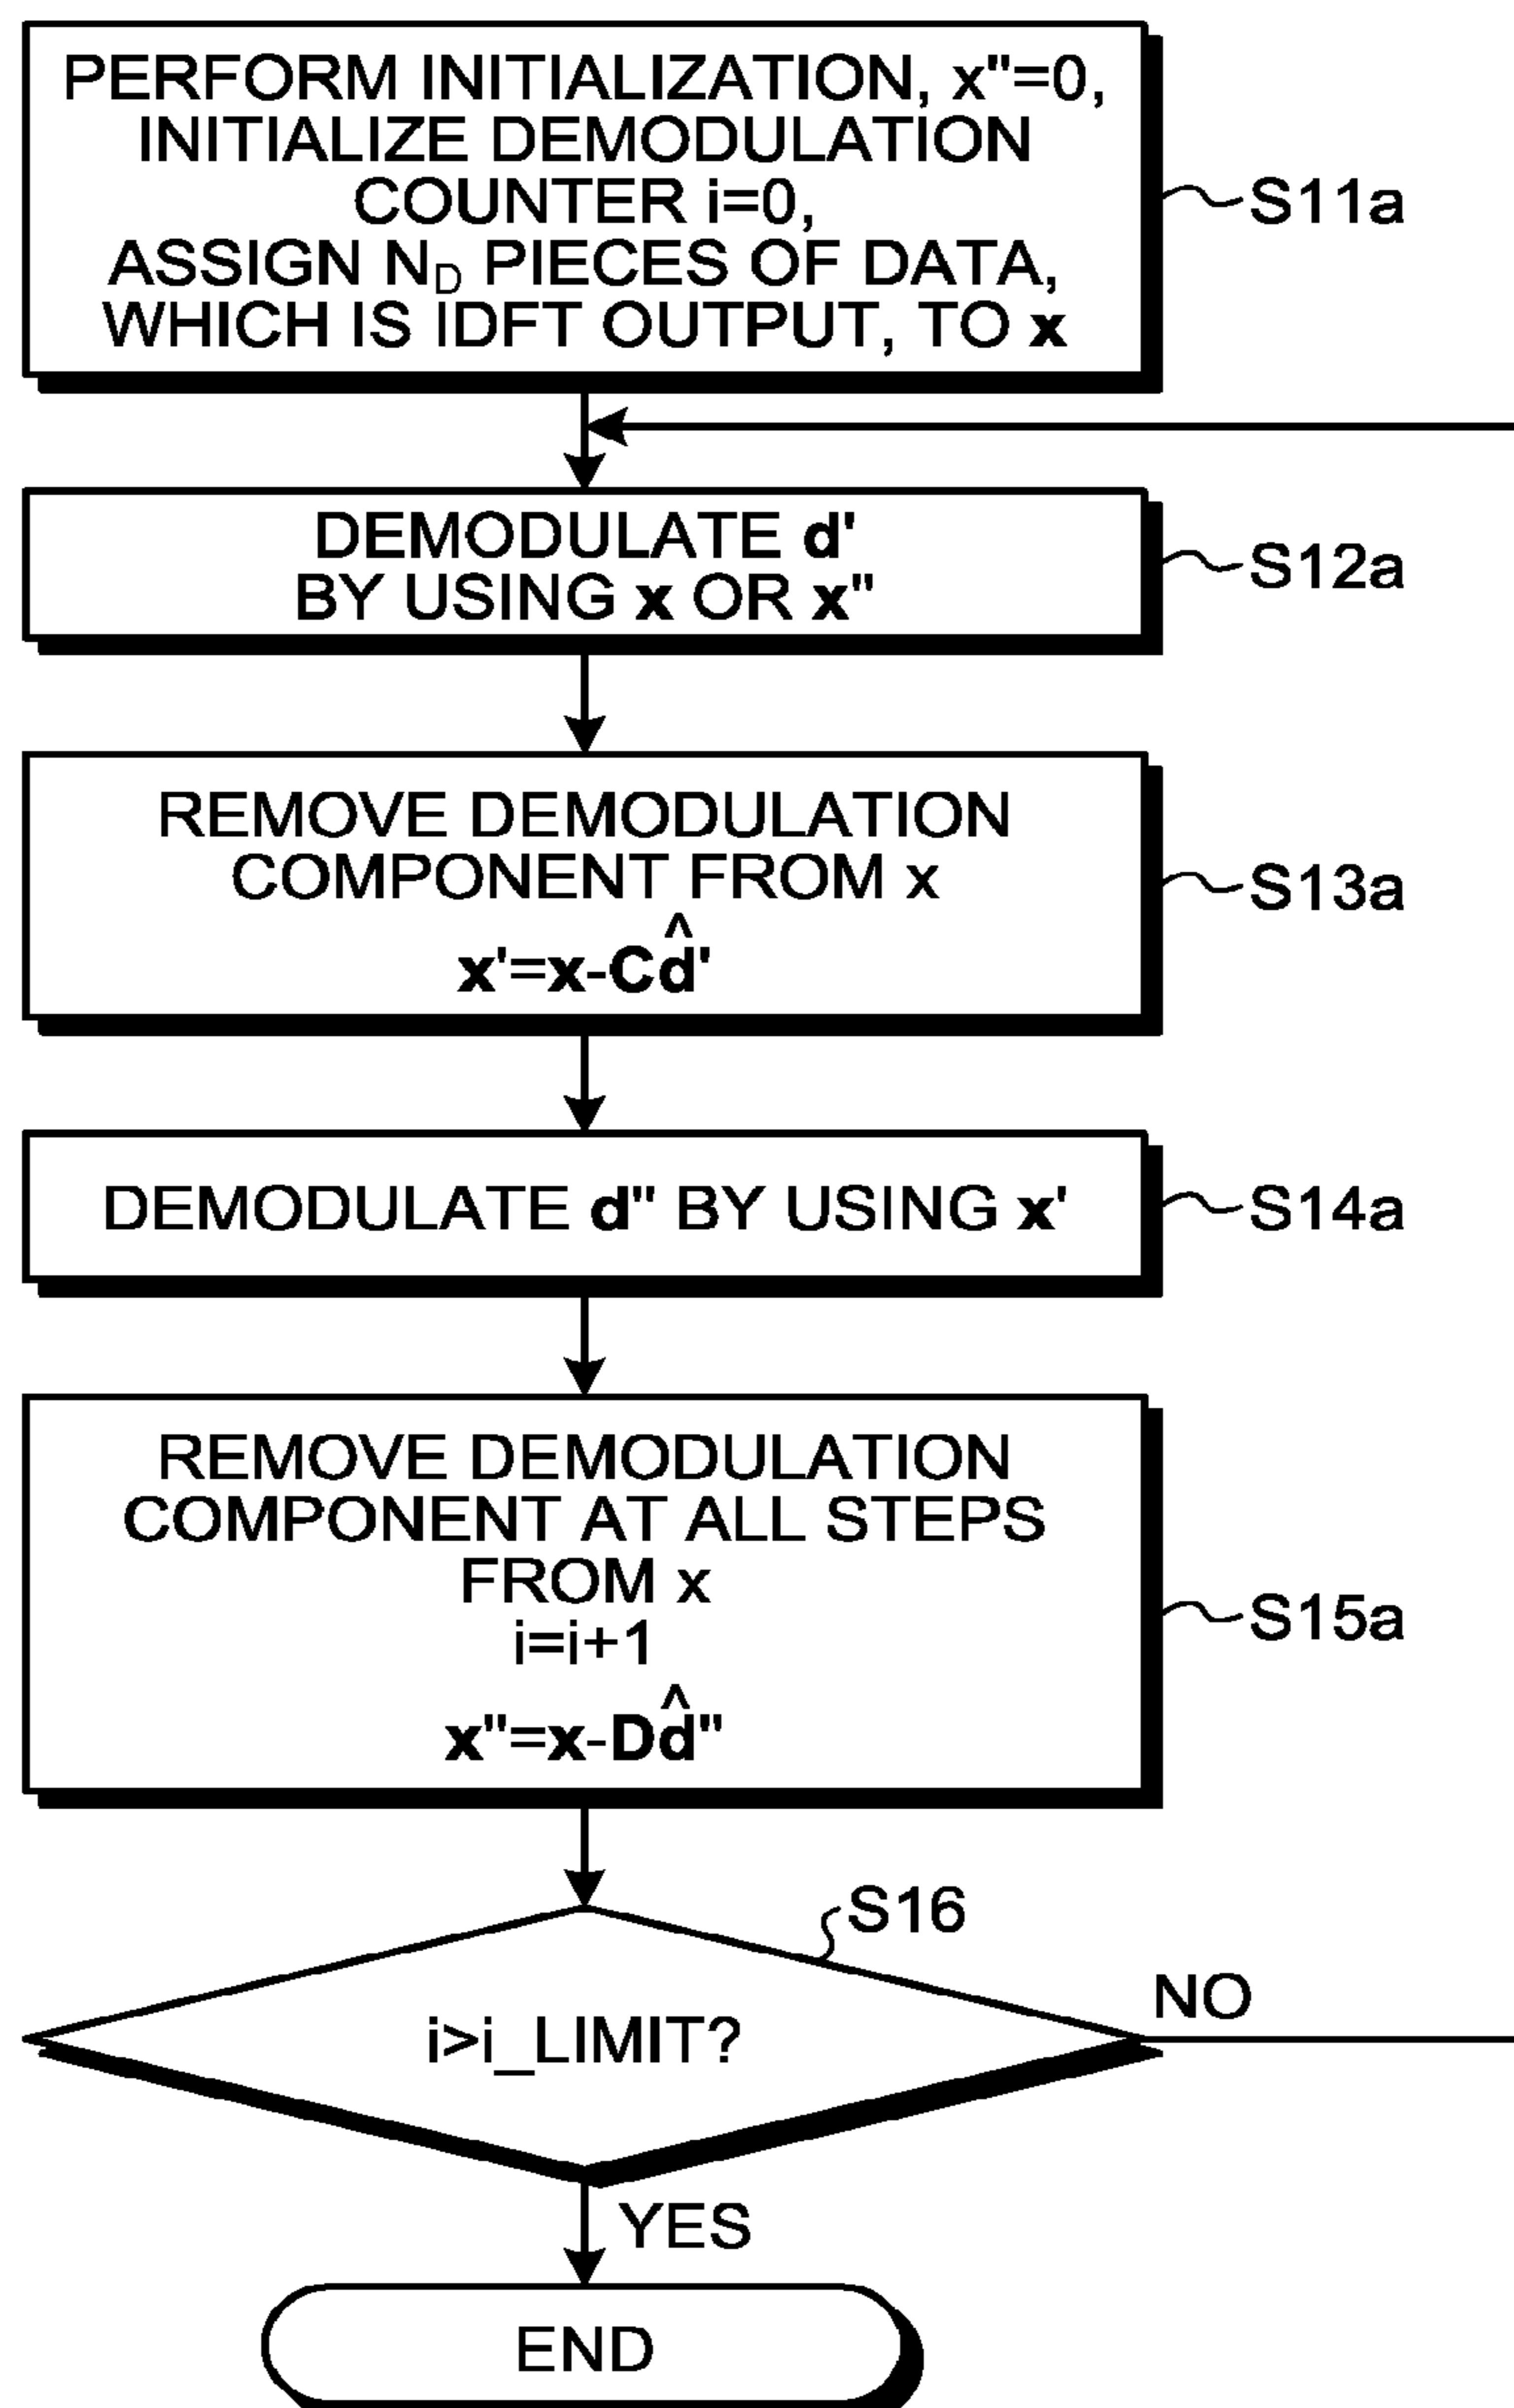 PERFORM INITIALIZATION, x"=0,
INITIALIZE DEMODULATION
COUNTER i=0,
ASSIGN N_D PIECES OF DATA,
WHICH IS IDFT OUTPUT, TO x
S11a
DEMODULATE d'
BY USING x OR x"
S12a
REMOVE DEMODULATION
COMPONENT FROM x
x'=x-Cd̂'
S13a
DEMODULATE d" BY USING x'
S14a
REMOVE DEMODULATION
COMPONENT AT ALL STEPS
FROM x
i=i+1
x"=x-Dd̂"
S15a
S16
i>i_LIMIT?
NO
YES
END